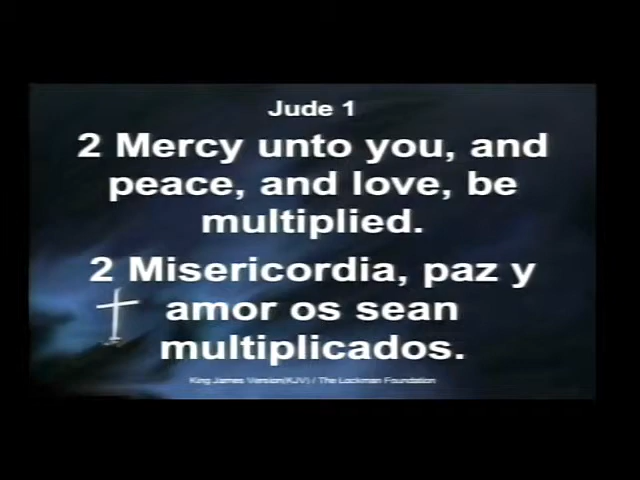 Jude 1
2 Mercy unto you, and
peace, and love, be
multiplied.
2 Misericordia, paz y
amor os sean
multiplicados.
King James Version(KJV) / The Lockman Foundation